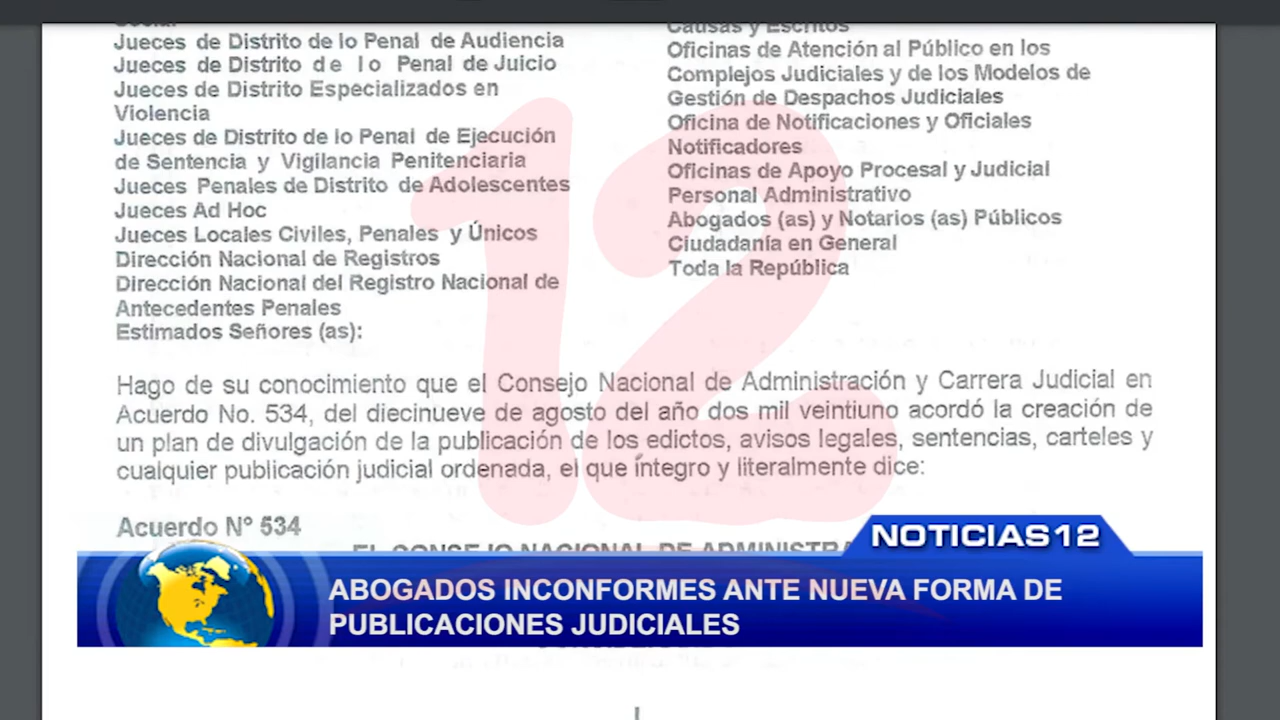 Social
Jueces de Distrito de lo Penal de Audiencia
Jueces de Distrito de lo Penal de Juicio
Jueces de Distrito Especializados en
Violencia
Jueces de Distrito de lo Penal de Ejecución
de Sentencia y Vigilancia Penitenciaria
Jueces Penales de Distrito de Adolescentes
Jueces Ad Hoc
Jueces Locales Civiles, Penales y Únicos
Dirección Nacional de Registros
Dirección Nacional del Registro Nacional de
Antecedentes Penales
Estimados Señores (as):
Causas y Escritos
Oficinas de Atención al Público en los
Complejos Judiciales y de los Modelos de
Gestión de Despachos Judiciales
Oficina de Notificaciones y Oficiales
Notificadores
Oficinas de Apoyo Procesal y Judicial
Personal Administrativo
Abogados (as) y Notarios (as) Públicos
Ciudadanía en General
Toda la República
12
Hago de su conocimiento que el Consejo Nacional de Administración y Carrera Judicial en
Acuerdo No. 534, del diecinueve de agosto del año dos mil veintiuno acordó la creación de
un plan de divulgación de la publicación de los edictos, avisos legales, sentencias, carteles y
cualquier publicación judicial ordenada, el que íntegro y literalmente dice:
Acuerdo N° 534
EL CONSEJO NACIONAL DE
NOTICIAS12
ABOGADOS INCONFORMES ANTE NUEVA FORMA DE
PUBLICACIONES JUDICIALES